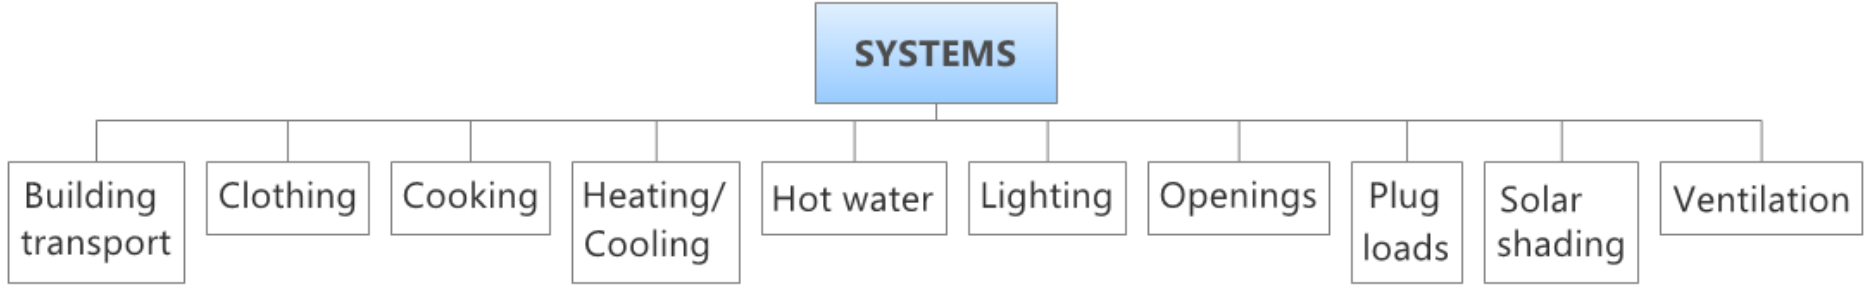 SYSTEMS
Building
transport
Clothing
Cooking
Heating/
Cooling
Hot water
Lighting
Openings
Plug
loads
Solar
shading
Ventilation